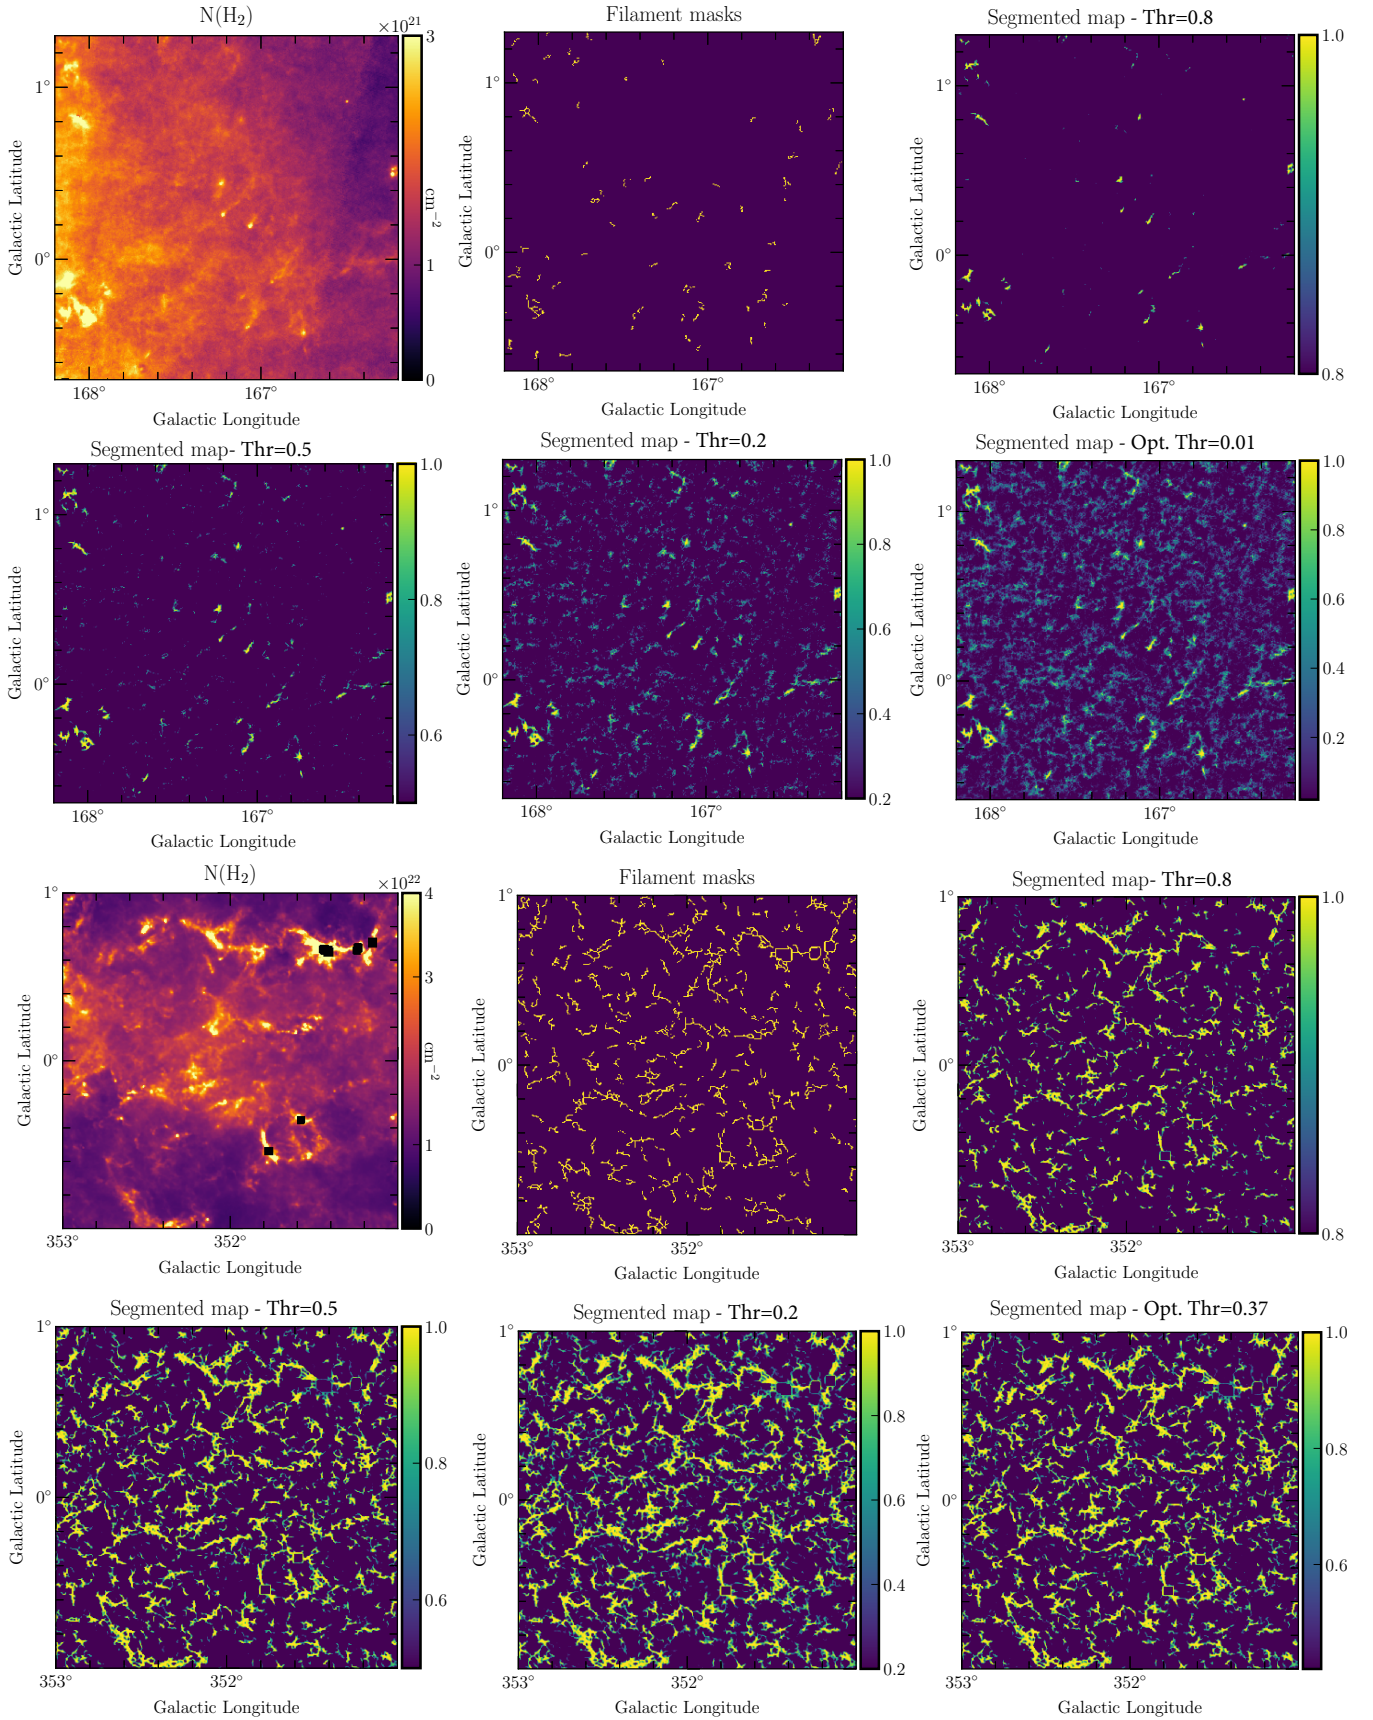 N(H₂)
×10²¹
3
1
0
cm⁻²
1°
0°
168°
167°
Galactic Latitude
Galactic Longitude
Filament masks
1°
0°
168°
167°
Galactic Latitude
Galactic Longitude
Segmented map - Thr=0.8
1.0
0.8
1°
0°
168°
167°
Galactic Latitude
Galactic Longitude
Segmented map- Thr=0.5
1.0
0.8
0.6
1°
0°
168°
167°
Galactic Latitude
Galactic Longitude
Segmented map - Thr=0.2
1.0
0.8
0.6
0.4
0.2
1°
0°
168°
167°
Galactic Latitude
Galactic Longitude
Segmented map - Opt. Thr=0.01
1.0
0.8
0.6
0.4
0.2
1°
0°
168°
167°
Galactic Latitude
Galactic Longitude
N(H₂)
×10²²
4
3
1
0
cm⁻²
1°
0°
353°
352°
Galactic Latitude
Galactic Longitude
Filament masks
1°
0°
353°
352°
Galactic Latitude
Galactic Longitude
Segmented map- Thr=0.8
1.0
0.8
1°
0°
353°
352°
Galactic Latitude
Galactic Longitude
Segmented map - Thr=0.5
1.0
0.8
0.6
1°
0°
353°
352°
Galactic Latitude
Galactic Longitude
Segmented map - Thr=0.2
1.0
0.8
0.6
0.4
0.2
1°
0°
353°
352°
Galactic Latitude
Galactic Longitude
Segmented map - Opt. Thr=0.37
1.0
0.8
0.6
1°
0°
353°
352°
Galactic Latitude
Galactic Longitude